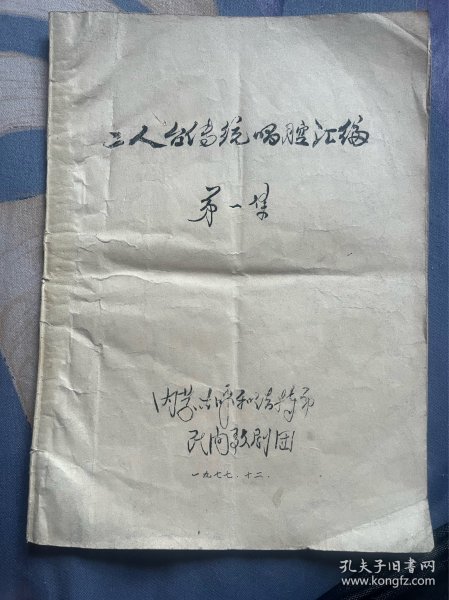 二人台传统唱腔汇编
第一集
内蒙古呼和浩特市
民间歌剧团
一九七七.十二.
孔夫子旧书网
www.kongfz.com